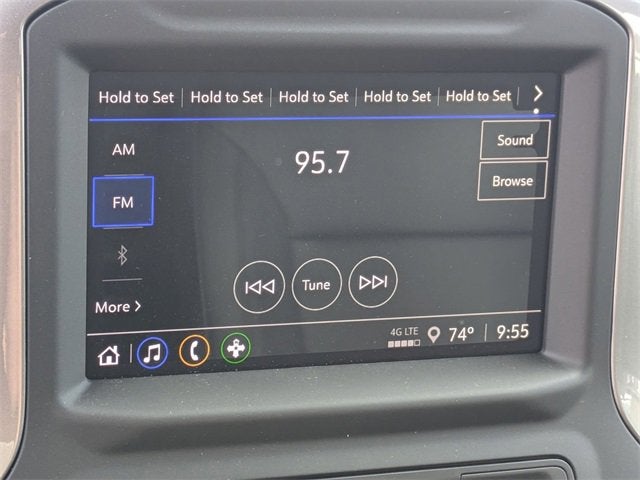 Hold to Set Hold to Set Hold to Set Hold to Set Hold to Set >
AM
95.7
Sound
FM
Browse
Tune
More >
4G LTE
74° 9:55